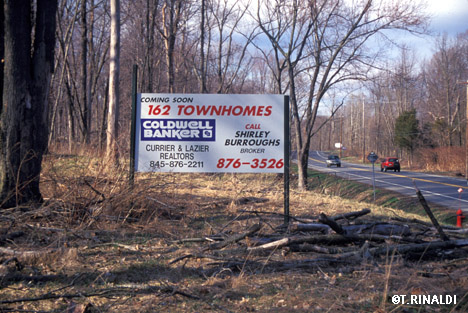 COMING SOON
162 TOWNHOMES
COLDWELL
BANKER
CURRIER & LAZIER
REALTORS
845-876-2211
CALL
SHIRLEY
BURROUGHS
BROKER
876-3526
©T.RINALDI